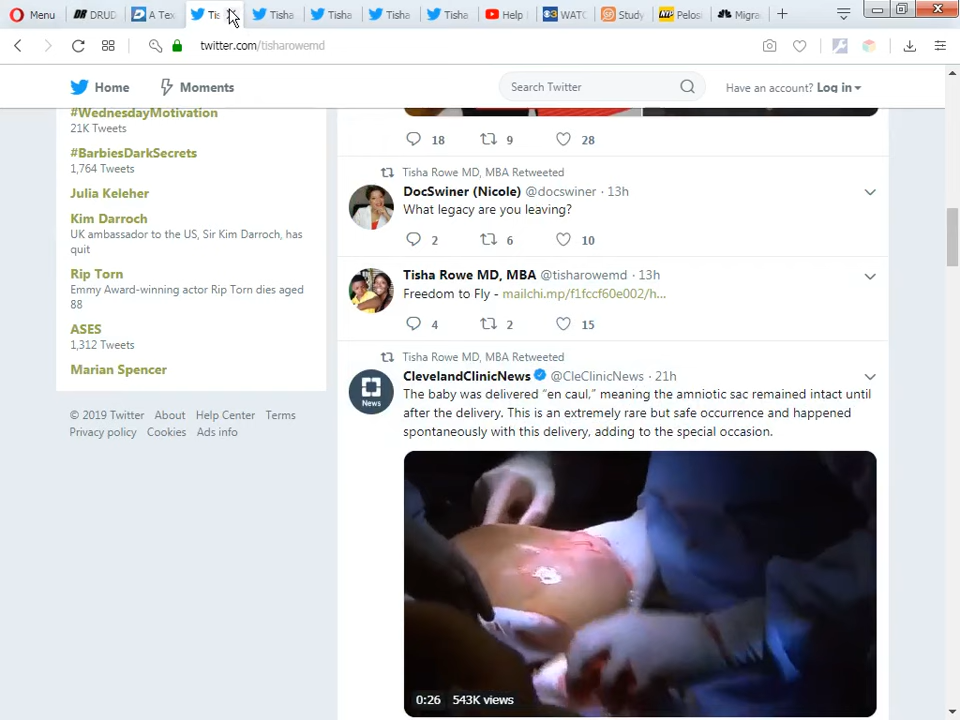 Menu DRUD A Tex Tis Tisha Tisha Tisha Tisha Help WATC Study Pelosi Migra
twitter.com/tisharowemd
Home Moments Search Twitter Have an account? Log in
#WednesdayMotivation
21K Tweets
#BarbiesDarkSecrets
1,764 Tweets
Julia Keleher
Kim Darroch
UK ambassador to the US, Sir Kim Darroch, has
quit
Rip Torn
Emmy Award-winning actor Rip Torn dies aged
88
ASES
1,312 Tweets
Marian Spencer
© 2019 Twitter About Help Center Terms
Privacy policy Cookies Ads info
18 9 28
Tisha Rowe MD, MBA Retweeted
DocSwiner (Nicole) @docswiner · 13h
What legacy are you leaving?
2 6 10
Tisha Rowe MD, MBA @tisharowemd · 13h
Freedom to Fly - mailchi.mp/f1fccf60e002/h...
4 2 15
Tisha Rowe MD, MBA Retweeted
ClevelandClinicNews @CleClinicNews · 21h
The baby was delivered “en caul,” meaning the amniotic sac remained intact until
after the delivery. This is an extremely rare but safe occurrence and happened
spontaneously with this delivery, adding to the special occasion.
News
0:26 543K views